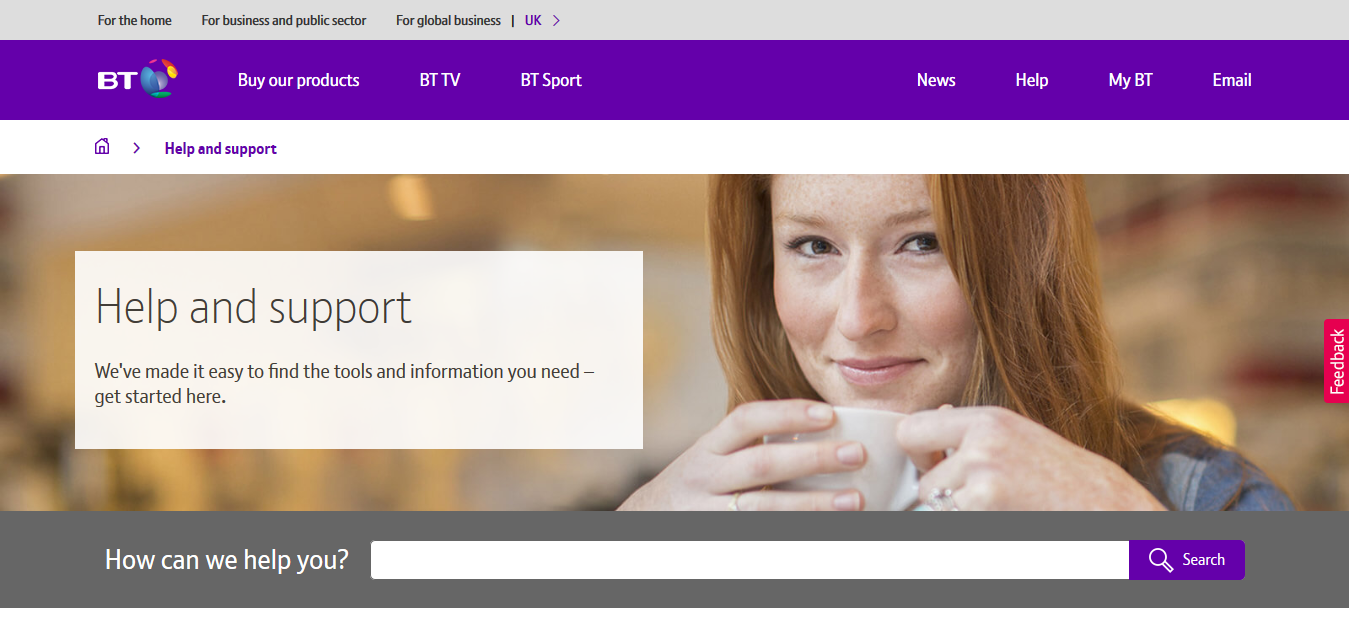 For the home For business and public sector For global business | UK
BT Buy our products BT TV BT Sport News Help My BT Email
Help and support
Help and support
We've made it easy to find the tools and information you need –
get started here.
Feedback
How can we help you? Search